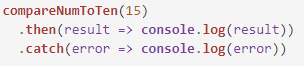 compareNumToTen(15)
  .then(result => console.log(result))
  .catch(error => console.log(error))